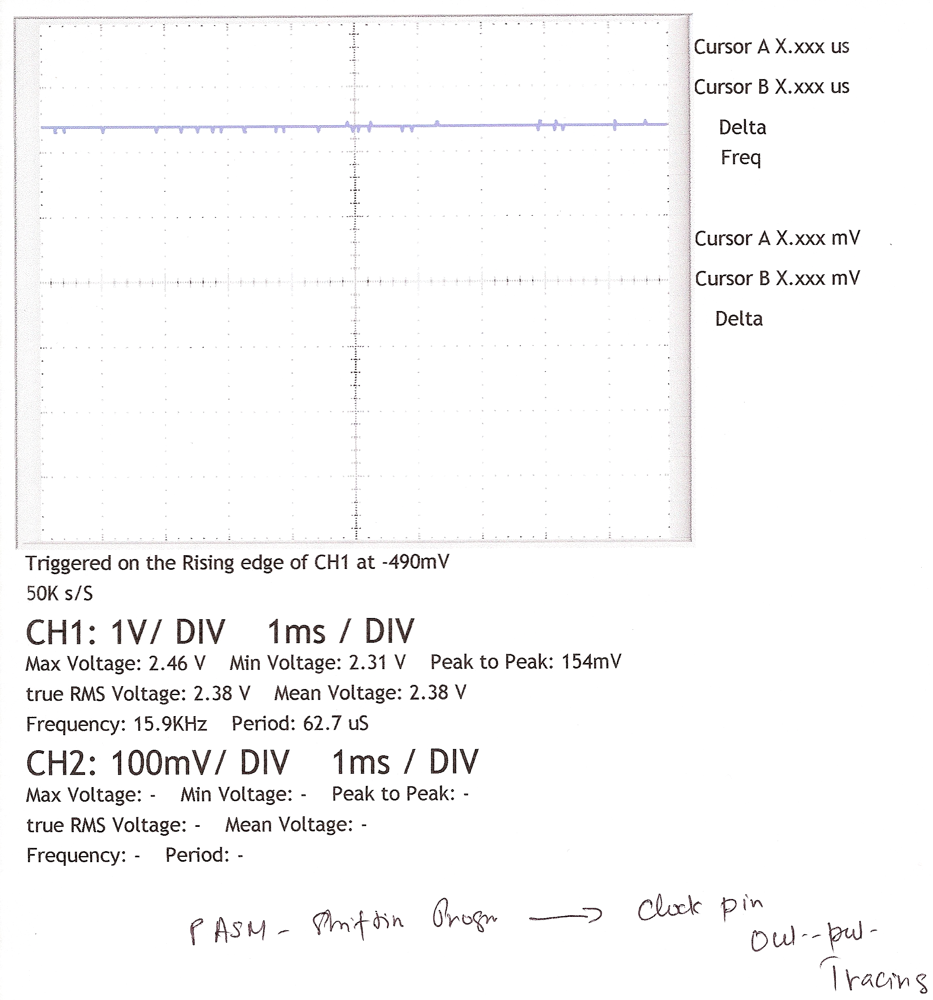 Cursor A X.xxx us
Cursor B X.xxx us
Delta
Freq
Cursor A X.xxx mV
Cursor B X.xxx mV
Delta
Triggered on the Rising edge of CH1 at -490mV
50K s/S
CH1: 1V/ DIV 1ms / DIV
Max Voltage: 2.46 V Min Voltage: 2.31 V Peak to Peak: 154mV
true RMS Voltage: 2.38 V Mean Voltage: 2.38 V
Frequency: 15.9KHz Period: 62.7 uS
CH2: 100mV/ DIV 1ms / DIV
Max Voltage: - Min Voltage: - Peak to Peak: -
true RMS Voltage: - Mean Voltage: -
Frequency: - Period: -
PASM - Shiftin Progm → Clock pin
Out--put-
Tracing